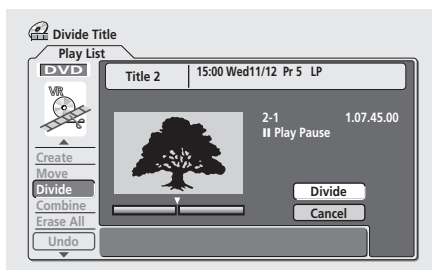 Divide Title
Play List
DVD
Title 2
15:00 Wed11/12 Pr 5 LP
VR
2-1 1.07.45.00
Play Pause
Create
Move
Divide
Combine
Erase All
Undo
Divide
Cancel